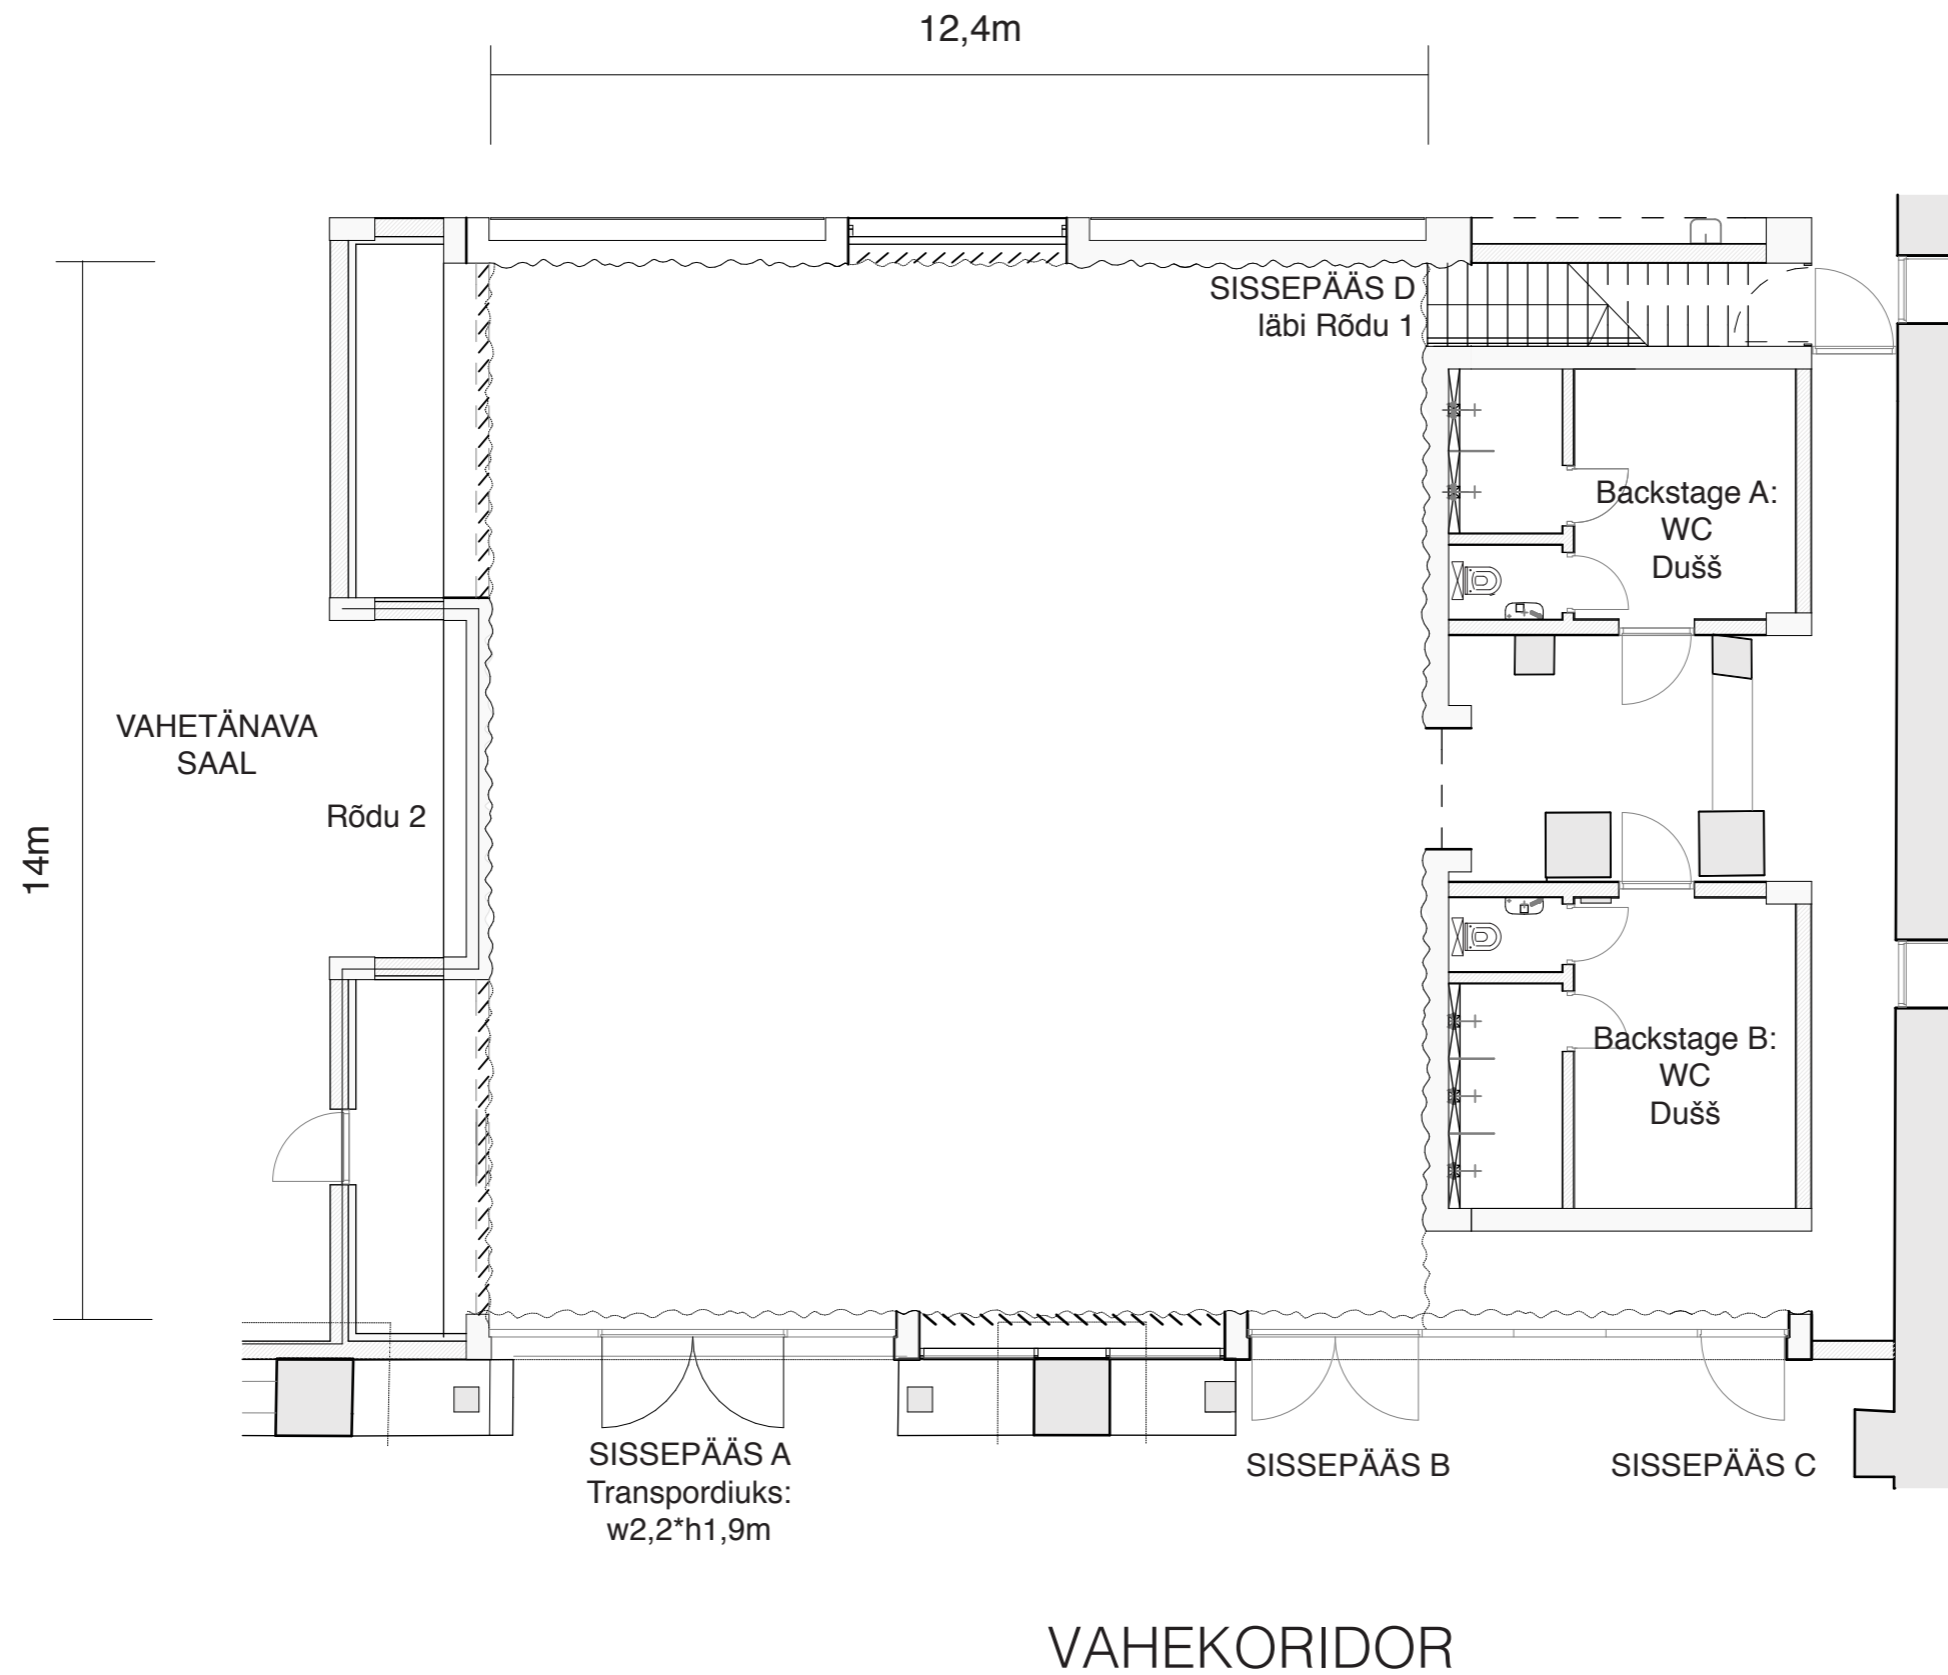 12,4m
SISSEPÄÄS D
läbi Rõdu 1
Backstage A:
WC
Dušš
VAHETÄNAVA
SAAL
Rõdu 2
14m
Backstage B:
WC
Dušš
SISSEPÄÄS A
Transpordiuks:
w2,2*h1,9m
SISSEPÄÄS B
SISSEPÄÄS C
VAHEKORIDOR